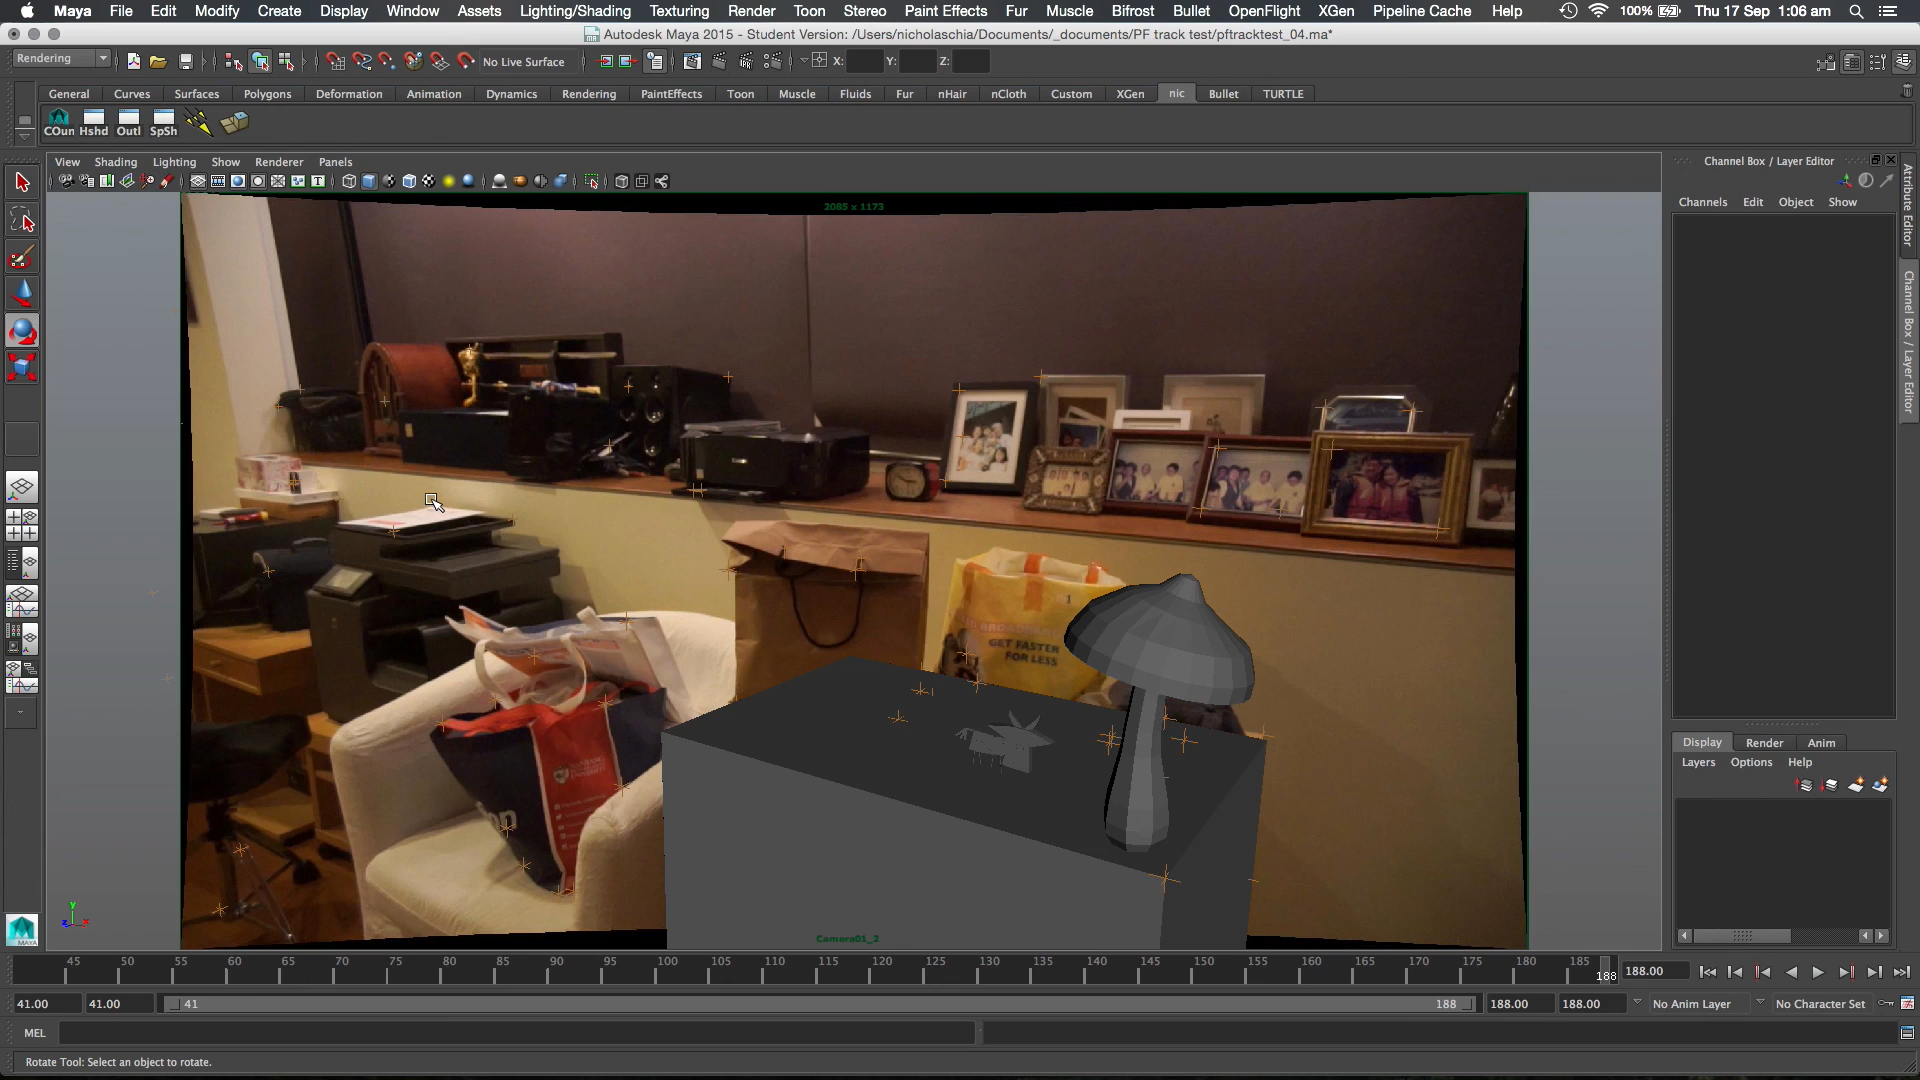 Maya File Edit Modify Create Display Window Assets Lighting/Shading Texturing Render Toon Stereo Paint Effects Fur Muscle Bifrost Bullet OpenFlight XGen Pipeline Cache Help 100% Thu 17 Sep 1:06 am
Autodesk Maya 2015 - Student Version: /Users/nicholaschia/Documents/_documents/PF track test/pftracktest_04.ma*
Rendering No Live Surface X: Y: Z:
General Curves Surfaces Polygons Deformation Animation Dynamics Rendering PaintEffects Toon Muscle Fluids Fur nHair nCloth Custom XGen nic Bullet TURTLE
COun Hshd Outl SpSh
View Shading Lighting Show Renderer Panels
Channel Box / Layer Editor
Channels Edit Object Show
Attribute Editor
Channel Box / Layer Editor
2085 x 1173
1
GET FASTER
FOR LESS
Display Render Anim
Layers Options Help
Camera01_2
MAYA
y
z x
45 50 55 60 65 70 75 80 85 90 95 100 105 110 115 120 125 130 135 140 145 150 155 160 165 170 175 180 185 188 188.00
41.00 41.00 41 188 188.00 188.00 No Anim Layer No Character Set
MEL
Rotate Tool: Select an object to rotate.